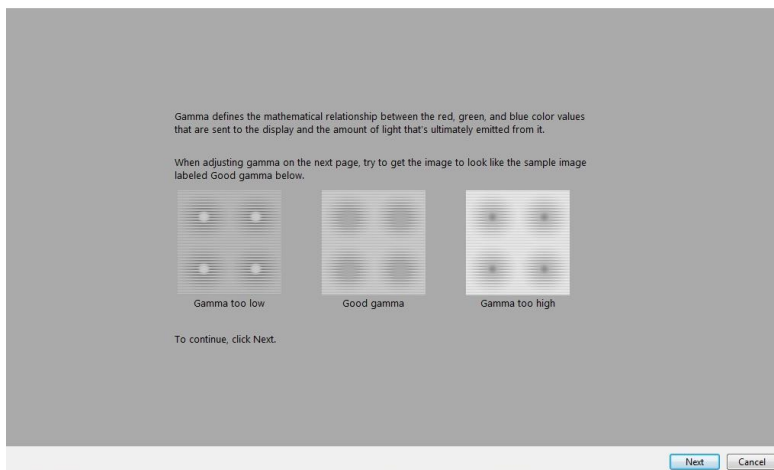 Gamma defines the mathematical relationship between the red, green, and blue color values
that are sent to the display and the amount of light that's ultimately emitted from it.
When adjusting gamma on the next page, try to get the image to look like the sample image
labeled Good gamma below.
Gamma too low
Good gamma
Gamma too high
To continue, click Next.
Next
Cancel